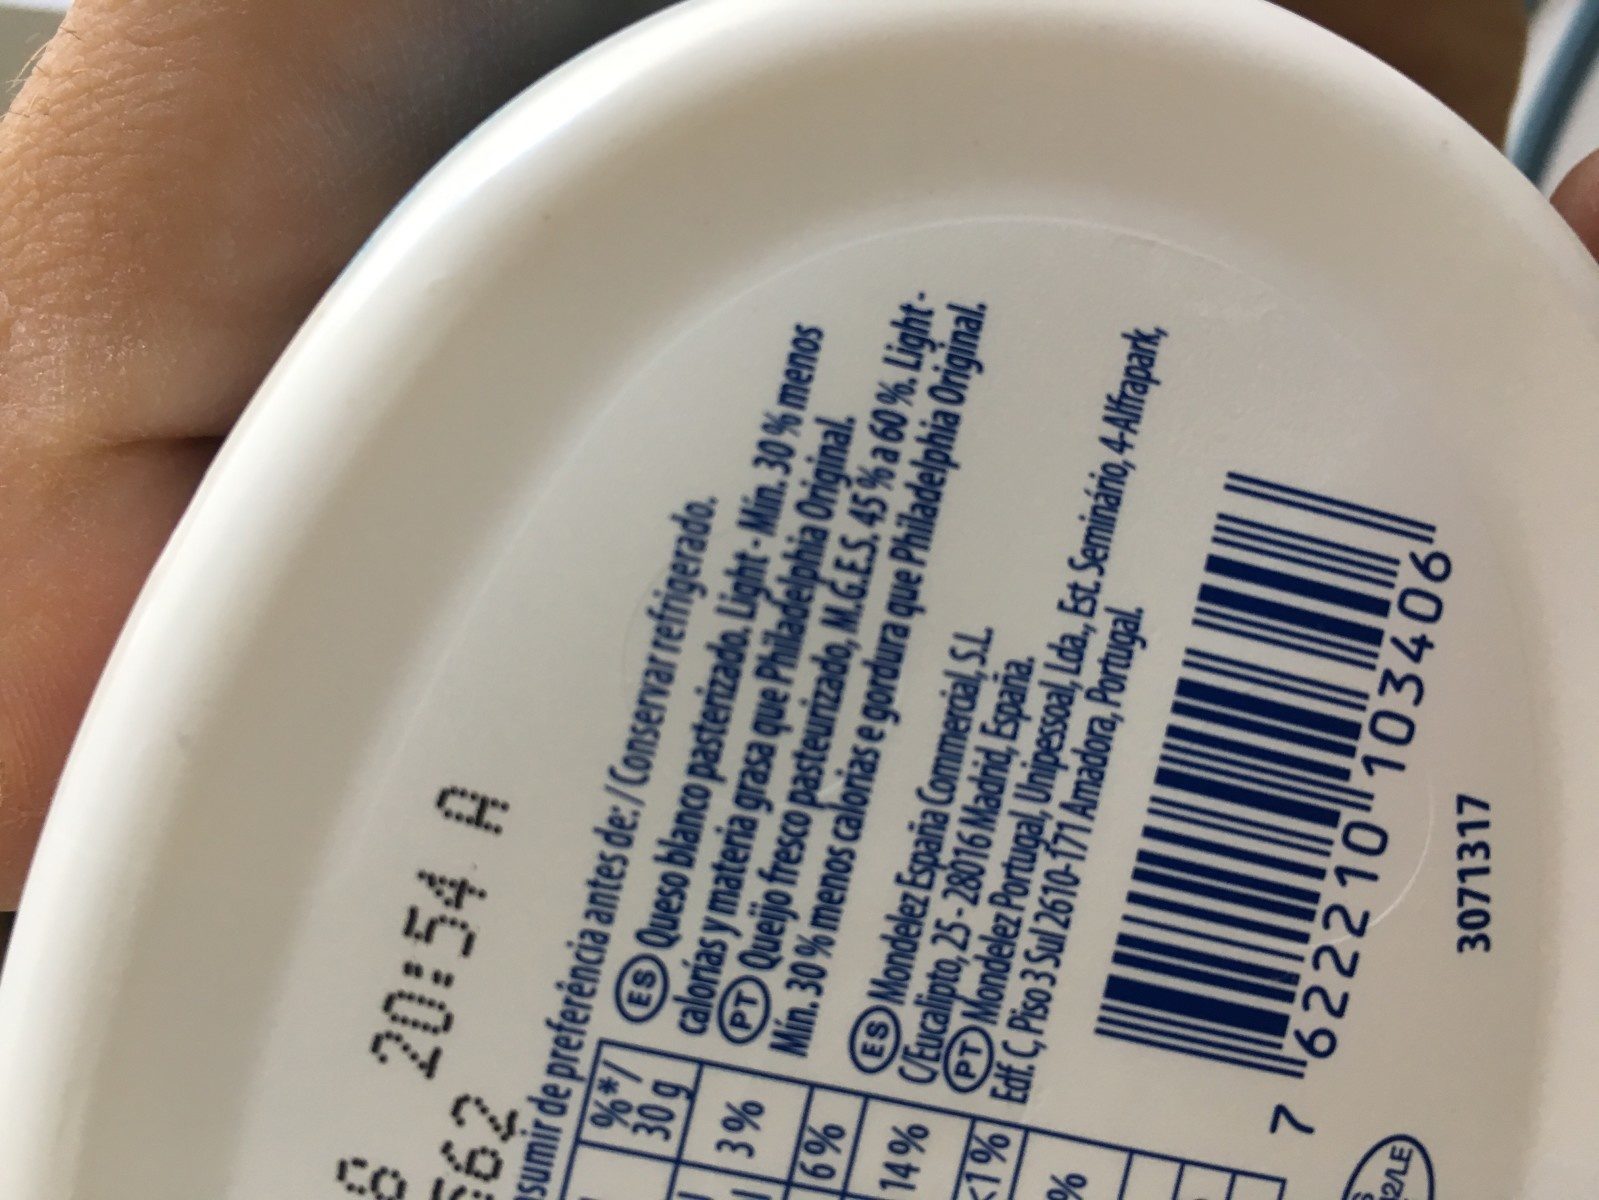 20:54 A
562
sumir de preferência antes de: / Conservar refrigerado.
%*/
30 g
3%
6%
14%
<1%
%
ES Queso blanco pasterizado. Light - Mín. 30 % menos
calorías y materia grasa que Philadelphia Original.
PT Queijo fresco pasteurizado, M.G.E.S. 45 % a 60 %. Light -
Mín. 30 % menos calorias e gordura que Philadelphia Original.
ES Mondelez España Commercial, S.L.
C/Eucalipto, 25 - 28016 Madrid, España.
PT Mondelez Portugal, Unipessoal, Lda., Est. Seminário, 4-Alfrapark,
Edf. C, Piso 3 Sul 2610-171 Amadora, Portugal.
7 622210 103406
3071317